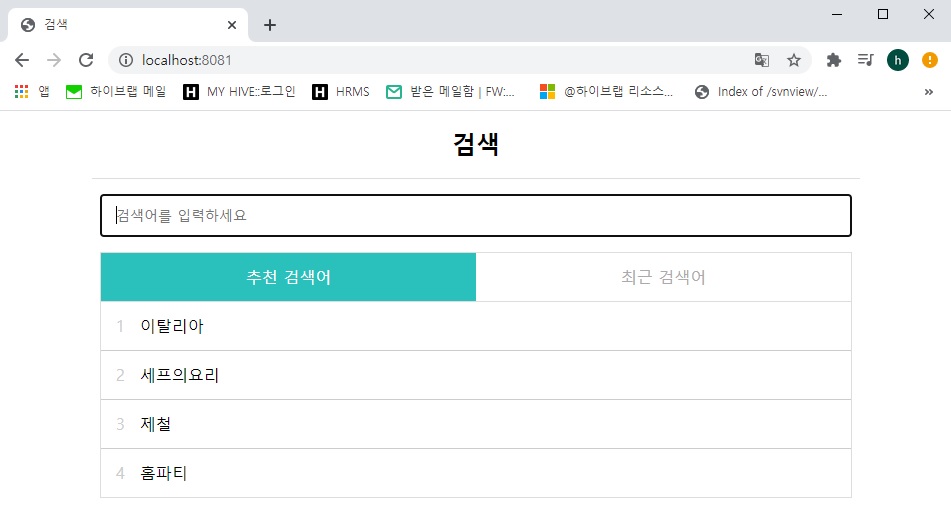 검색
localhost:8081
h
앱 하이브랩 메일 H MY HIVE::로그인 H HRMS 받은 메일함 | FW:... @하이브랩 리소스... Index of /svnview/... »
검색
검색어를 입력하세요
추천 검색어 최근 검색어
1 이탈리아
2 세프의요리
3 제철
4 홈파티